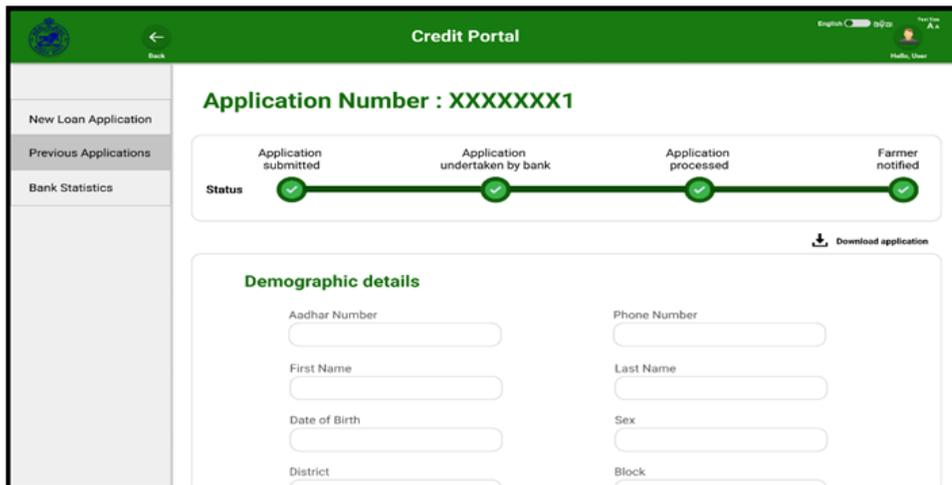 English ଓଡ଼ିଆ
Text Size
A A
Back
Credit Portal
Hello, User
New Loan Application
Previous Applications
Bank Statistics
Application Number : XXXXXXX1
Application
submitted
Application
undertaken by bank
Application
processed
Farmer
notified
Status
Download application
Demographic details
Aadhar Number
Phone Number
First Name
Last Name
Date of Birth
Sex
District
Block